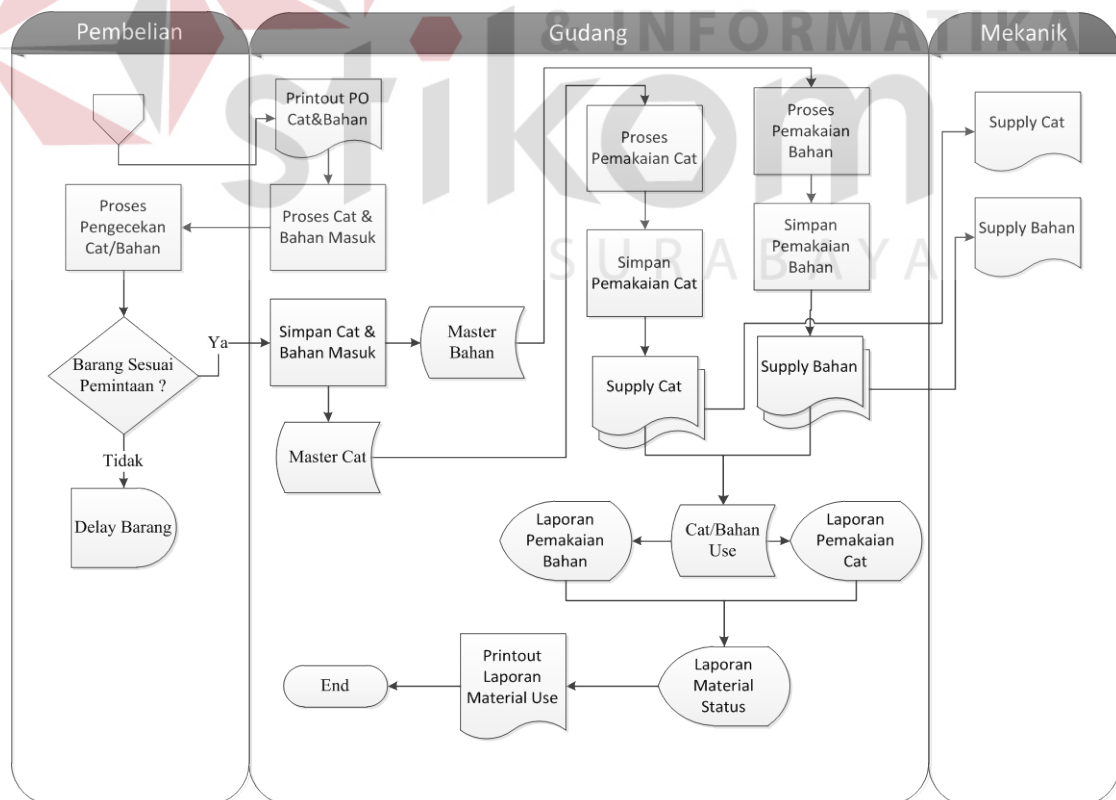 Pembelian
Gudang
Mekanik
& INFORMATIKA
stikom
SURABAYA
Printout PO
Cat&Bahan
Proses
Pengecekan
Cat/Bahan
Proses Cat &
Bahan Masuk
Barang Sesuai
Pemintaan ?
Ya
Tidak
Delay Barang
Simpan Cat &
Bahan Masuk
Master
Bahan
Master Cat
Proses
Pemakaian Cat
Simpan
Pemakaian Cat
Supply Cat
Proses
Pemakaian
Bahan
Simpan
Pemakaian
Bahan
Supply Bahan
Supply Cat
Supply Bahan
Laporan
Pemakaian
Bahan
Cat/Bahan
Use
Laporan
Pemakaian
Cat
Laporan
Material
Status
Printout
Laporan
Material Use
End